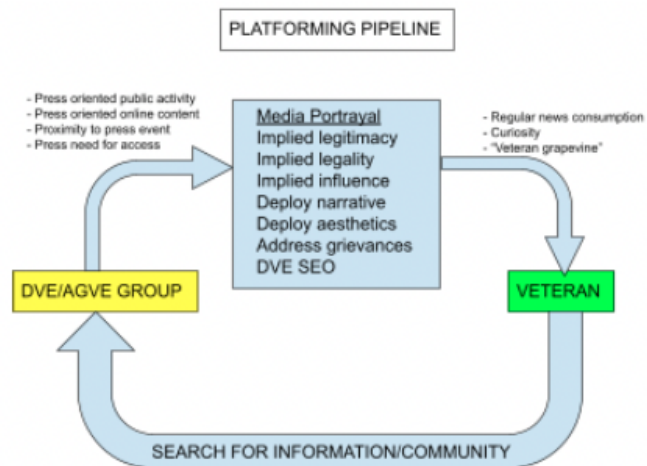 PLATFORMING PIPELINE
- Press oriented public activity
- Press oriented online content
- Proximity to press event
- Press need for access
Media Portrayal
Implied legitimacy
Implied legality
Implied influence
Deploy narrative
Deploy aesthetics
Address grievances
DVE SEO
- Regular news consumption
- Curiosity
- "Veteran grapevine"
DVE/AGVE GROUP
VETERAN
SEARCH FOR INFORMATION/COMMUNITY